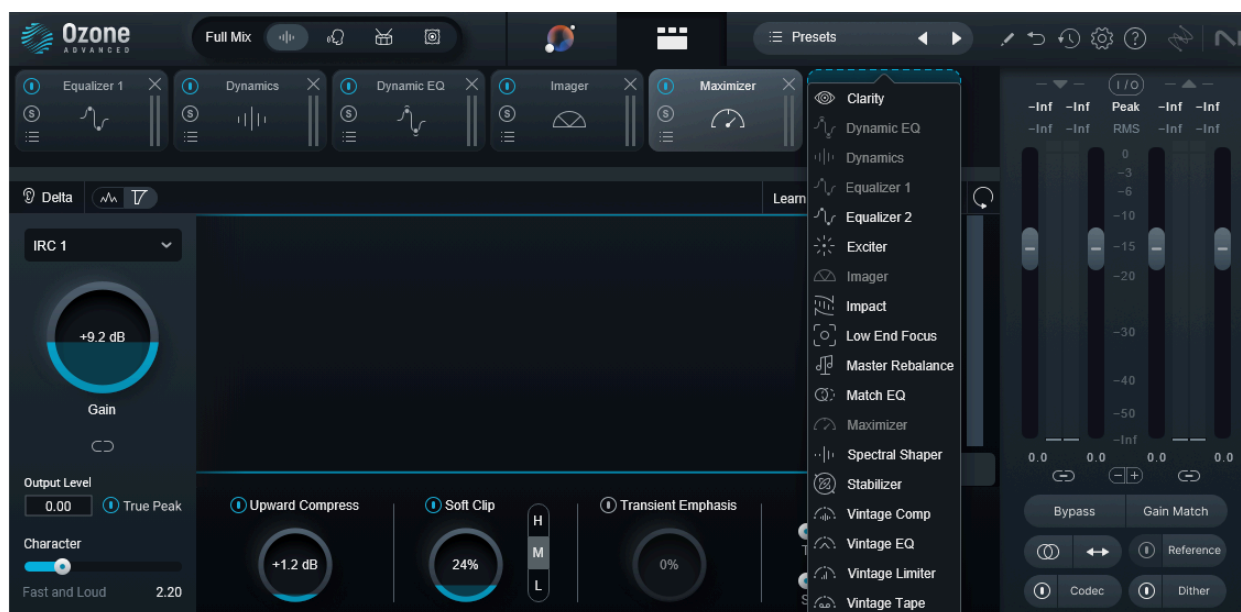 Ozone
ADVANCED
Full Mix
Presets
Equalizer 1
Dynamics
Dynamic EQ
Imager
Maximizer
S
S
S
S
S
Clarity
Dynamic EQ
Dynamics
Equalizer 1
Equalizer 2
Exciter
Imager
Impact
Low End Focus
Master Rebalance
Match EQ
Maximizer
Spectral Shaper
Stabilizer
Vintage Comp
Vintage EQ
Vintage Limiter
Vintage Tape
Delta
Learn
IRC 1
+9.2 dB
Gain
Output Level
0.00 True Peak
Character
Fast and Loud 2.20
Upward Compress
+1.2 dB
Soft Clip
24%
H
M
L
Transient Emphasis
0%
I/O
-Inf -Inf Peak -Inf -Inf
-Inf -Inf RMS -Inf -Inf
0
-3
-6
-10
-15
-20
-30
-40
-50
-Inf
0.0 0.0 0.0 0.0
Bypass Gain Match
Reference
Codec Dither